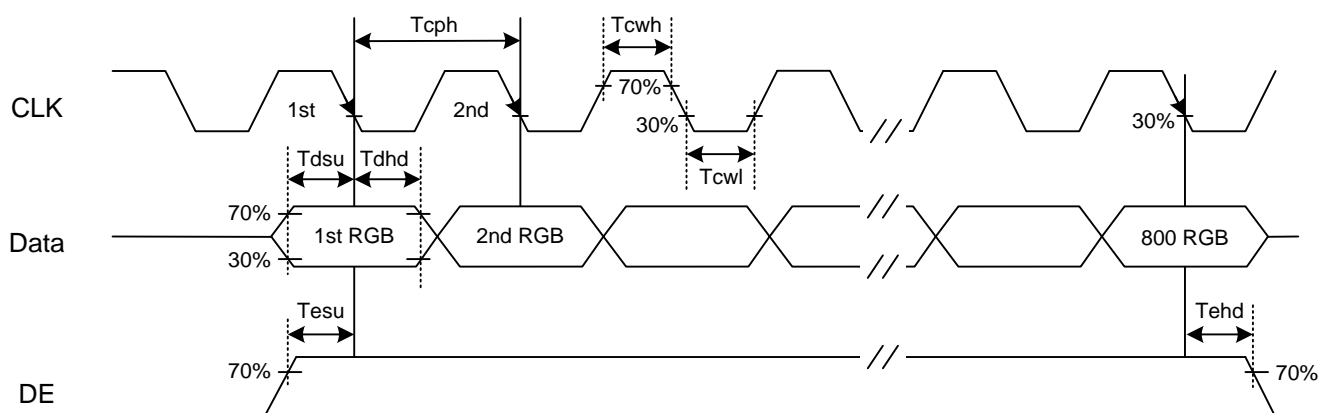 Tcph
Tcwh
CLK
1st
2nd
70%
30%
30%
Tdsu
Tdhd
Tcwl
70%
Data
1st RGB
2nd RGB
800 RGB
30%
Tesu
Tehd
70%
70%
DE